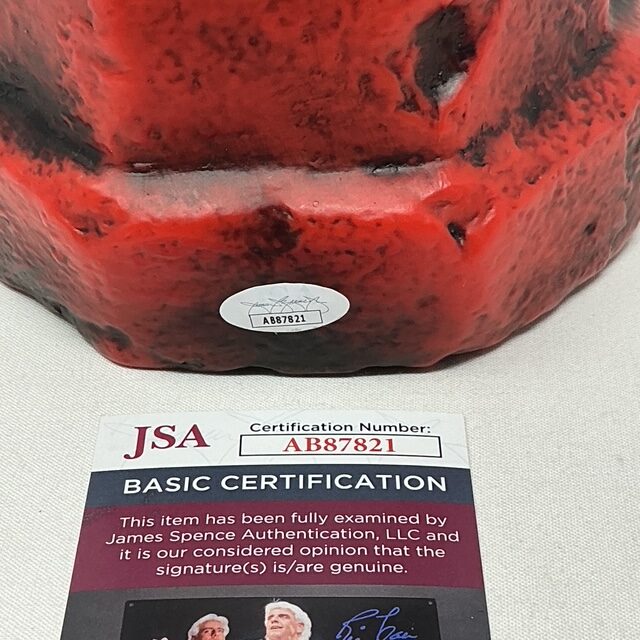 AB87821
JSA
Certification Number:
AB87821
BASIC CERTIFICATION
This item has been fully examined by
James Spence Authentication, LLC and
it is our considered opinion that the
signature(s) is/are genuine.